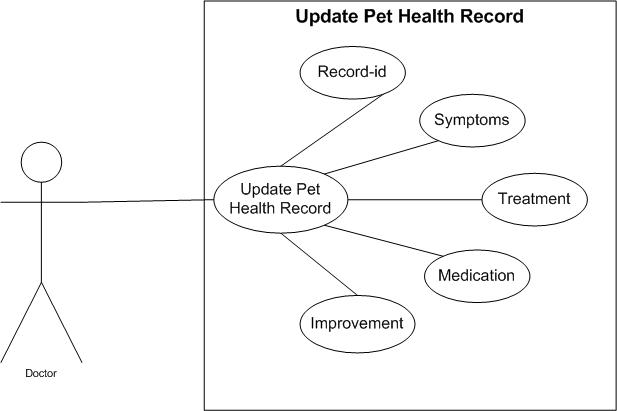 Update Pet Health Record
Record-id
Symptoms
Update Pet
Health Record
Treatment
Medication
Improvement
Doctor